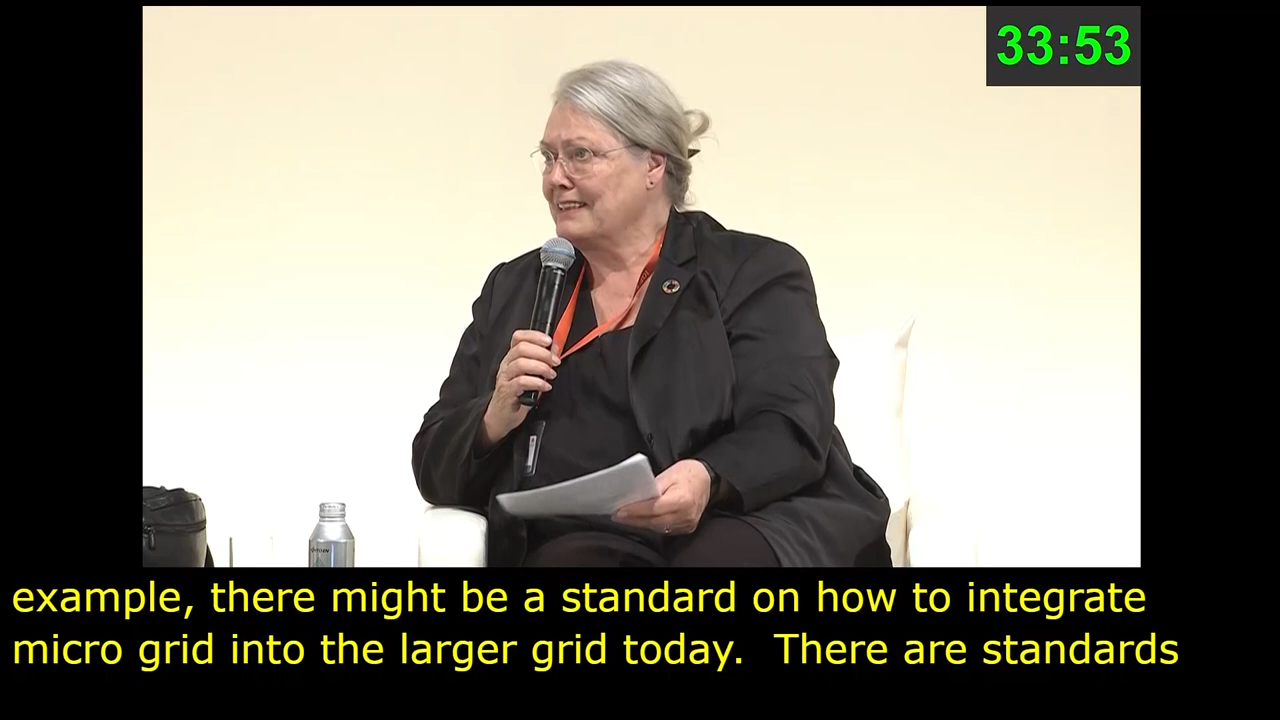 33:53
example, there might be a standard on how to integrate
micro grid into the larger grid today.  There are standards